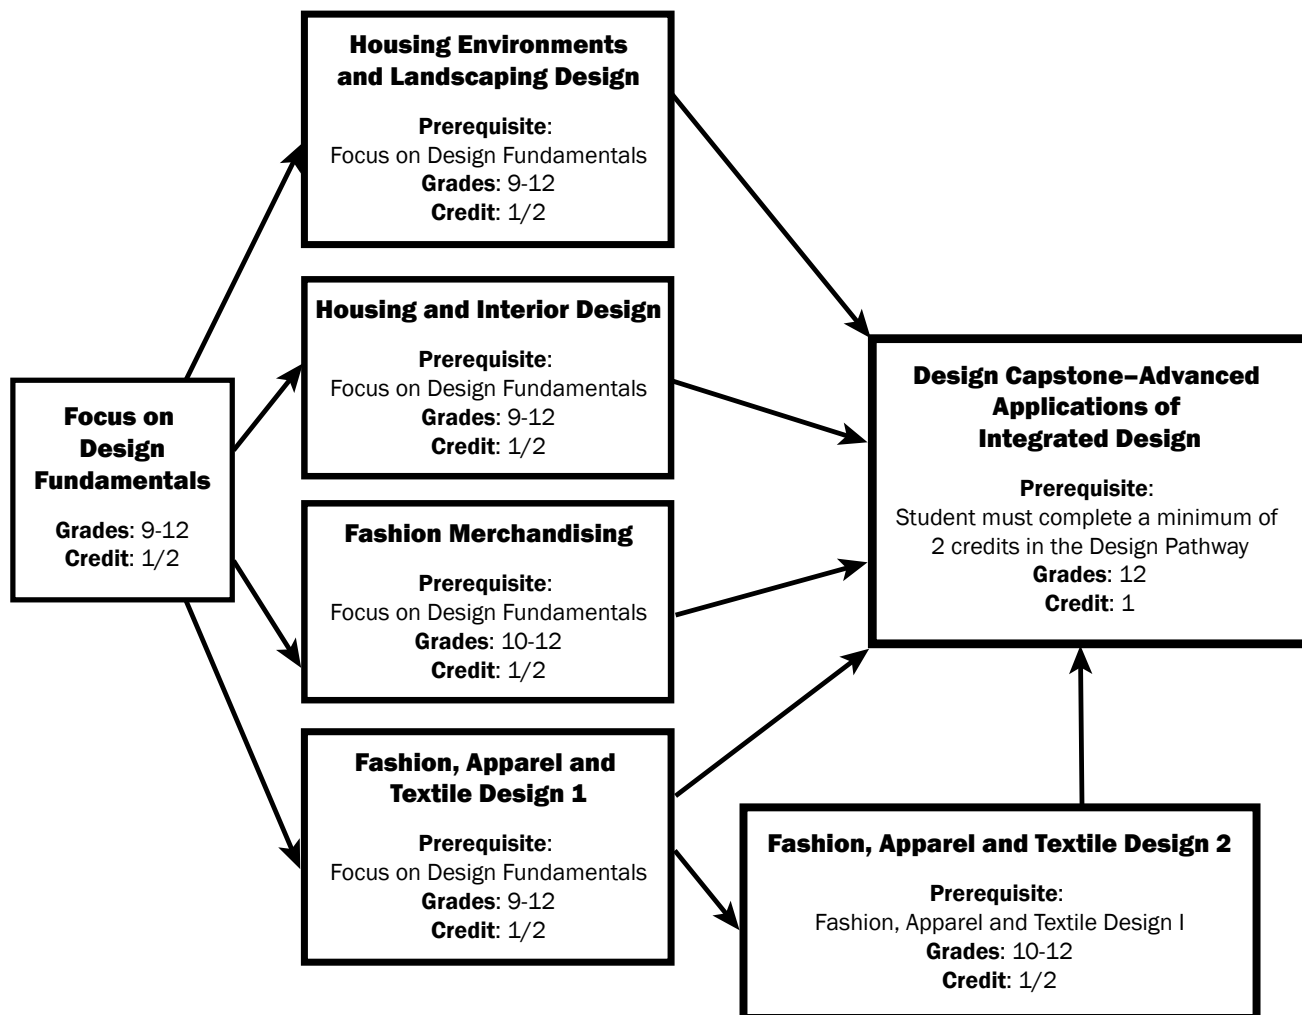 Housing Environments
and Landscaping Design
Prerequisite:
Focus on Design Fundamentals
Grades: 9-12
Credit: 1/2
Housing and Interior Design
Prerequisite:
Focus on Design Fundamentals
Grades: 9-12
Credit: 1/2
Focus on
Design
Fundamentals
Grades: 9-12
Credit: 1/2
Fashion Merchandising
Prerequisite:
Focus on Design Fundamentals
Grades: 10-12
Credit: 1/2
Design Capstone–Advanced
Applications of
Integrated Design
Prerequisite:
Student must complete a minimum of
2 credits in the Design Pathway
Grades: 12
Credit: 1
Fashion, Apparel and
Textile Design 1
Prerequisite:
Focus on Design Fundamentals
Grades: 9-12
Credit: 1/2
Fashion, Apparel and Textile Design 2
Prerequisite:
Fashion, Apparel and Textile Design I
Grades: 10-12
Credit: 1/2